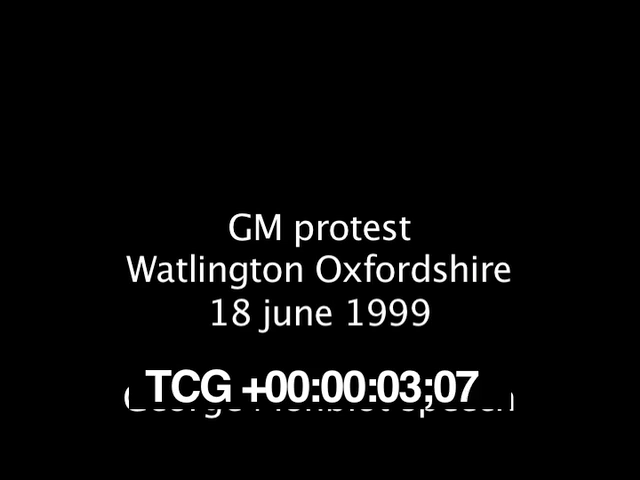 GM protest
Watlington Oxfordshire
18 june 1999
TCG +00:00:03;07